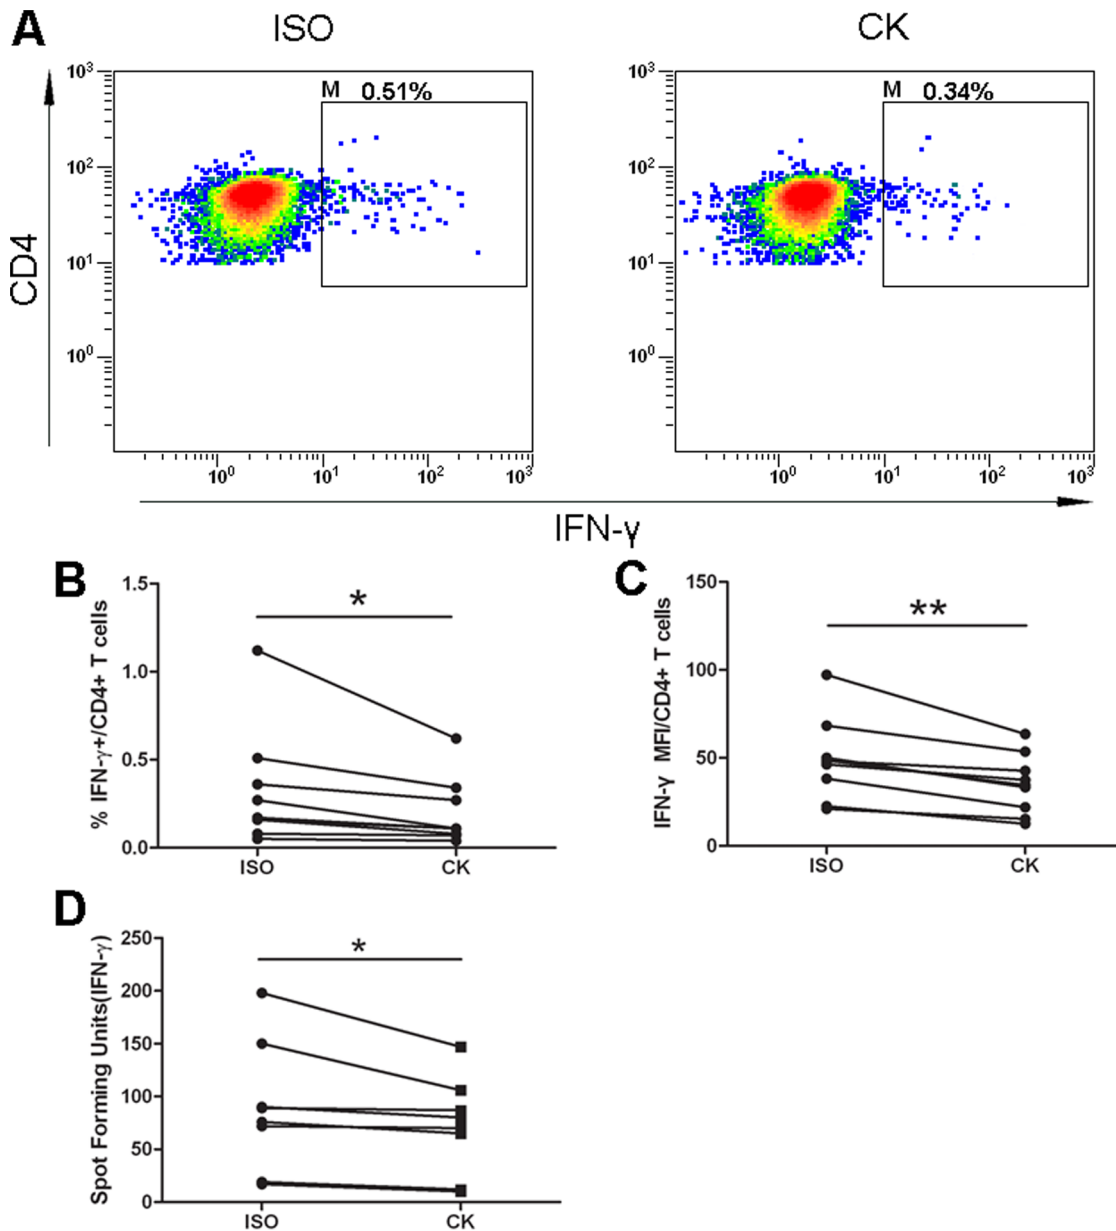 A
ISO
CK
M 0.51%
M 0.34%
10³
10²
10¹
10⁰
10³
10²
10¹
10⁰
CD4
10⁰ 10¹ 10² 10³
10⁰ 10¹ 10² 10³
IFN-γ
B
% IFN-γ+/CD4+ T cells
1.5
1.0
0.5
0.0
*
ISO CK
C
IFN-γ MFI/CD4+ T cells
150
100
50
0
**
ISO CK
D
Spot Forming Units(IFN-γ)
250
200
150
100
50
0
*
ISO CK